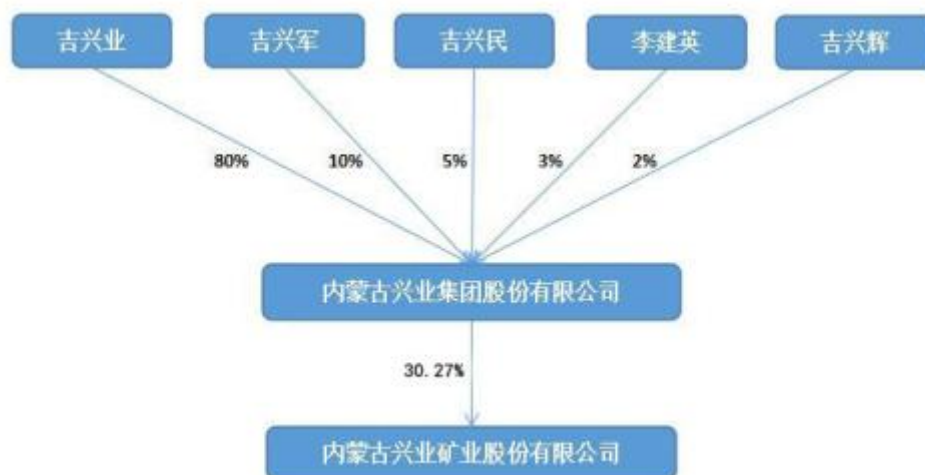 吉兴业
吉兴军
吉兴民
李建英
吉兴辉
80%
10%
5%
3%
2%
内蒙古兴业集团股份有限公司
30.27%
内蒙古兴业矿业股份有限公司